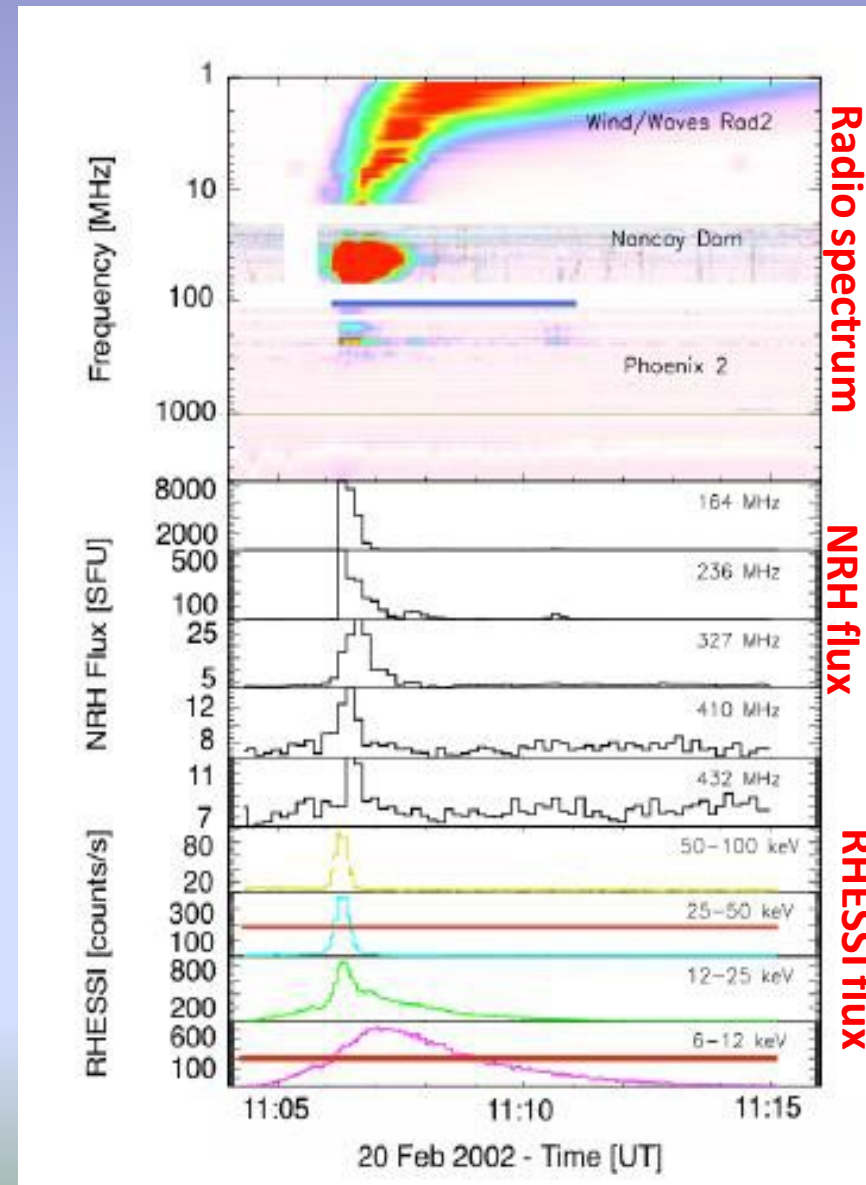 1
Wind/Waves Rad2
10
Nancay Dam
100
Phoenix 2
1000
Frequency [MHz]
Radio spectrum
8000
164 MHz
2000
500
236 MHz
100
25
327 MHz
5
12
410 MHz
8
11
432 MHz
7
NRH Flux [SFU]
NRH flux
80
50-100 keV
20
300
25-50 keV
100
800
12-25 keV
200
600
6-12 keV
100
RHESSI [counts/s]
RHESSI flux
11:05 11:10 11:15
20 Feb 2002 - Time [UT]